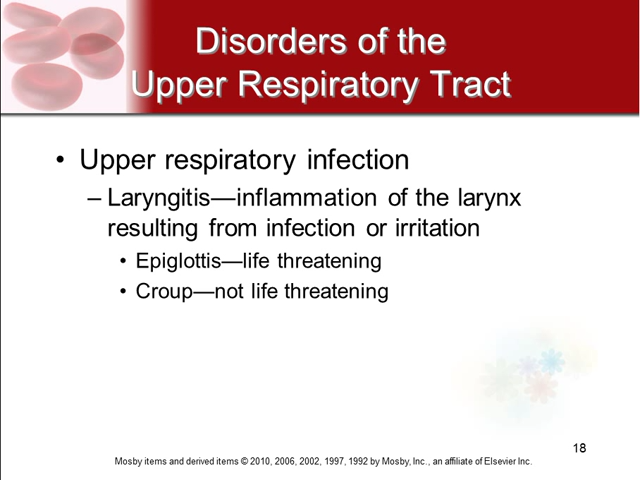 Disorders of the
Upper Respiratory Tract
• Upper respiratory infection
– Laryngitis—inflammation of the larynx
resulting from infection or irritation
• Epiglottis—life threatening
• Croup—not life threatening
18
Mosby items and derived items © 2010, 2006, 2002, 1997, 1992 by Mosby, Inc., an affiliate of Elsevier Inc.